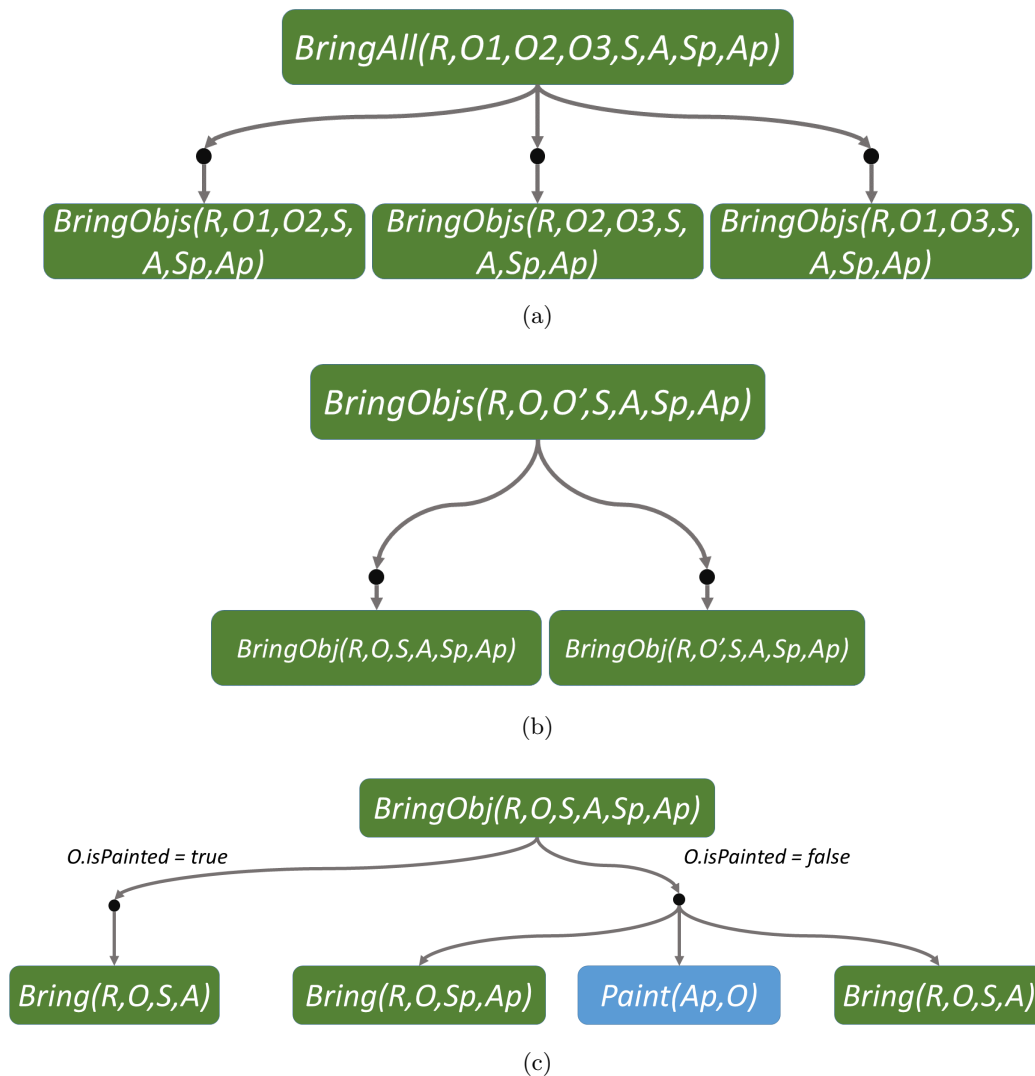 BringAll(R,O1,O2,O3,S,A,Sp,Ap)
BringObjs(R,O1,O2,S,
A,Sp,Ap)
BringObjs(R,O2,O3,S,
A,Sp,Ap)
BringObjs(R,O1,O3,S,
A,Sp,Ap)
(a)
BringObjs(R,O,O’,S,A,Sp,Ap)
BringObj(R,O,S,A,Sp,Ap)
BringObj(R,O’,S,A,Sp,Ap)
(b)
BringObj(R,O,S,A,Sp,Ap)
O.isPainted = true
O.isPainted = false
Bring(R,O,S,A)
Bring(R,O,Sp,Ap)
Paint(Ap,O)
Bring(R,O,S,A)
(c)